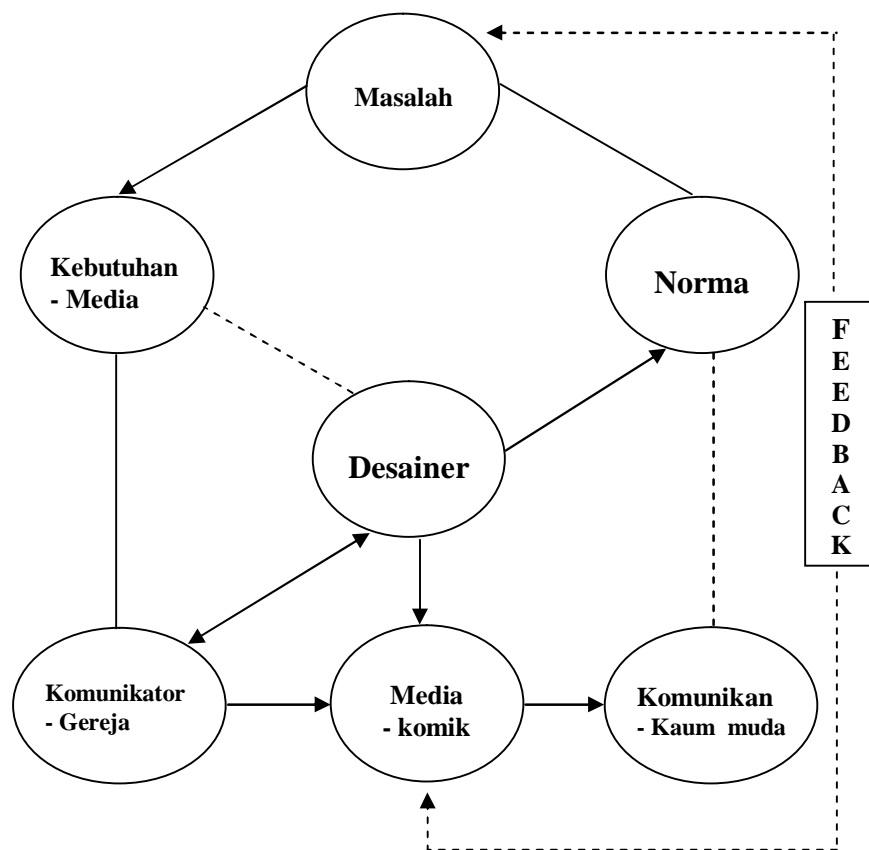 Masalah
Kebutuhan
- Media
Norma
F
E
E
D
B
A
C
K
Desainer
Komunikator
- Gereja
Media
- komik
Komunikan
- Kaum muda